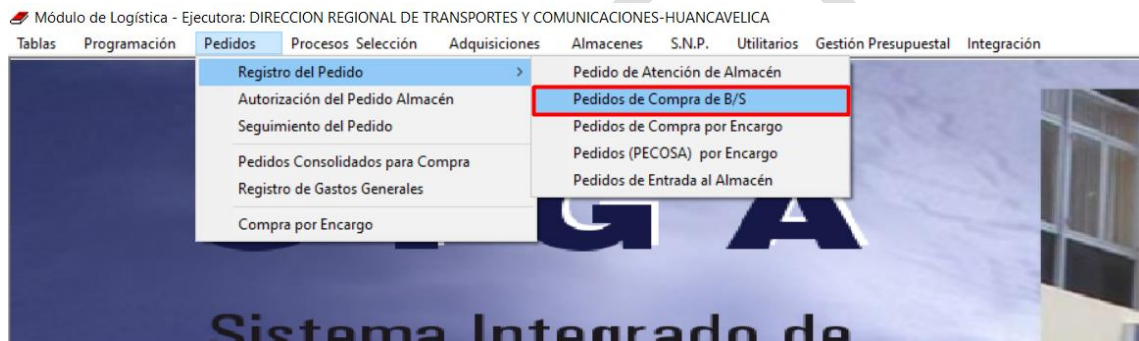 Módulo de Logística - Ejecutora: DIRECCION REGIONAL DE TRANSPORTES Y COMUNICACIONES-HUANCAVELICA
Tablas Programación Pedidos Procesos Selección Adquisiciones Almacenes S.N.P. Utilitarios Gestión Presupuestal Integración
Registro del Pedido >
Autorización del Pedido Almacén
Seguimiento del Pedido
Pedidos Consolidados para Compra
Registro de Gastos Generales
Compra por Encargo
Pedido de Atención de Almacén
Pedidos de Compra de B/S
Pedidos de Compra por Encargo
Pedidos (PECOSA) por Encargo
Pedidos de Entrada al Almacén
S I G A
Sistema Integrado de